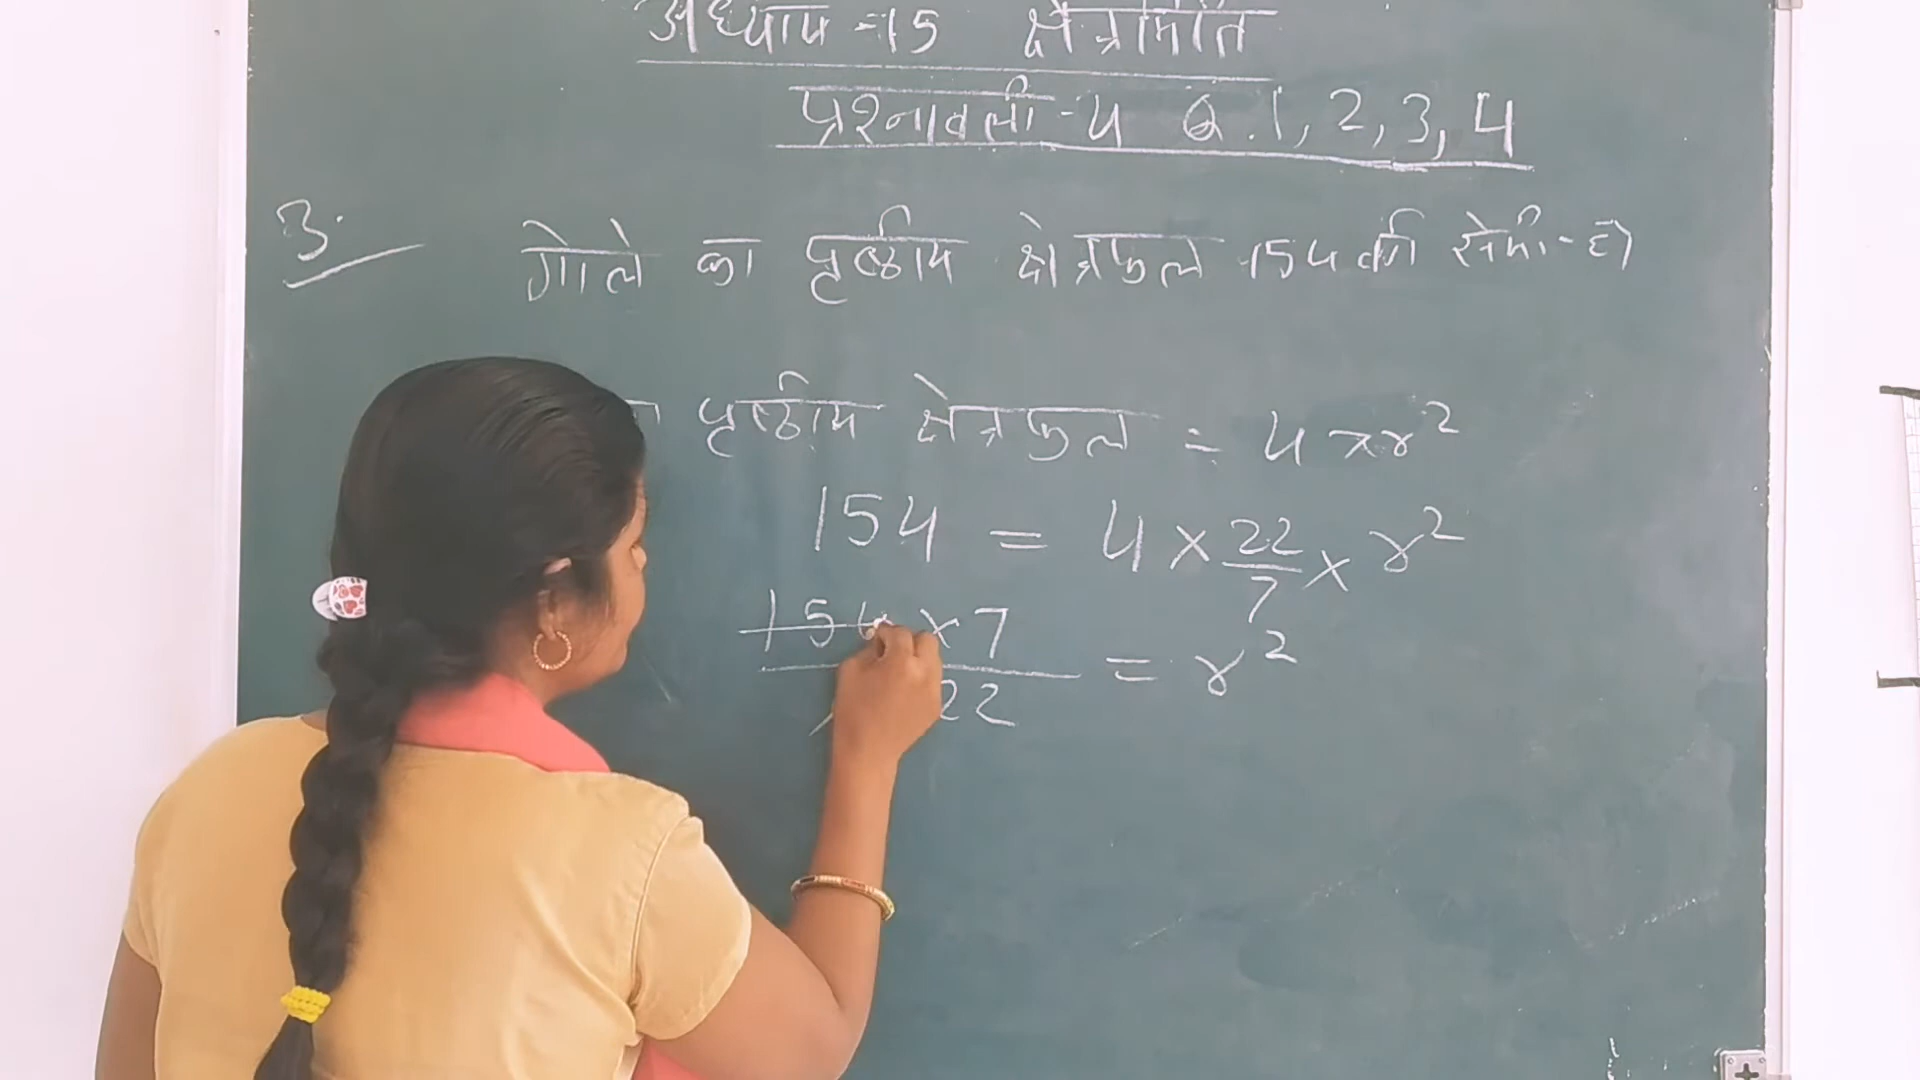 अध्याय -15 क्षेत्रमिति
प्रश्नावली -4 Q.1, 2, 3, 4
3. गोले का पृष्ठीय क्षेत्रफल 154 वर्ग सेमी- है
पृष्ठीय क्षेत्रफल = 4πr²
154 = 4 × 22/7 × r²
154 × 7 / 22 = r²